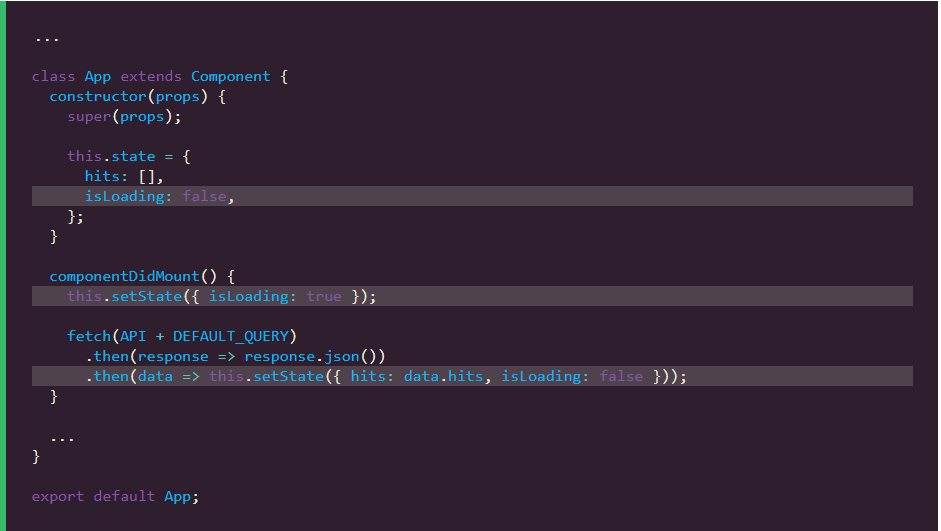 ...
class App extends Component {
  constructor(props) {
    super(props);
    this.state = {
      hits: [],
      isLoading: false,
    };
  }
  componentDidMount() {
    this.setState({ isLoading: true });
    fetch(API + DEFAULT_QUERY)
      .then(response => response.json())
      .then(data => this.setState({ hits: data.hits, isLoading: false }));
  }
  ...
}
export default App;